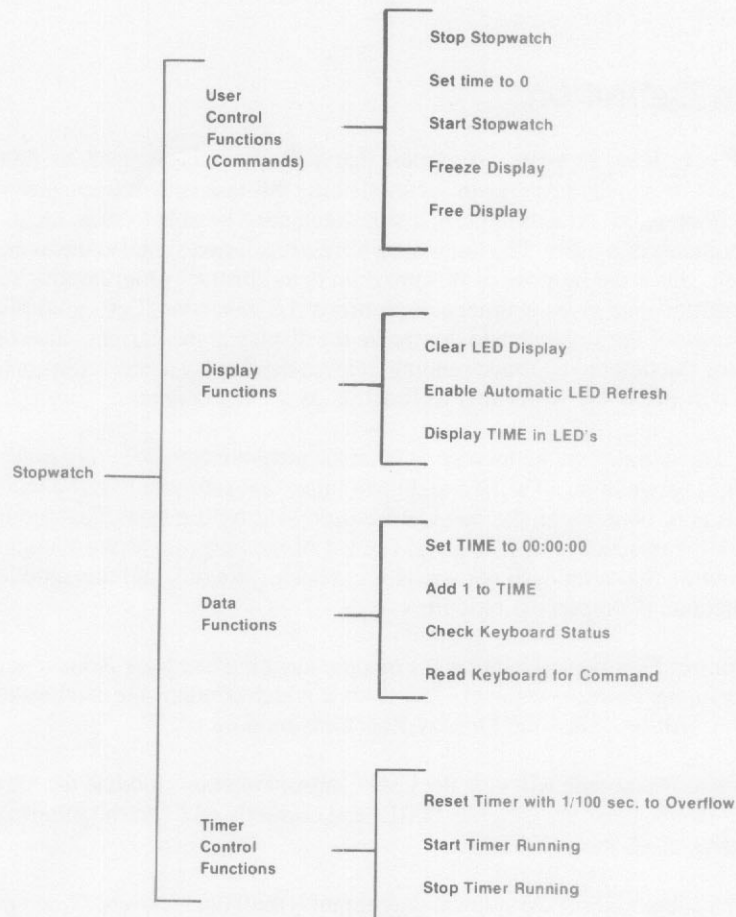 Stopwatch
User
Control
Functions
(Commands)
Stop Stopwatch
Set time to 0
Start Stopwatch
Freeze Display
Free Display
Display
Functions
Clear LED Display
Enable Automatic LED Refresh
Display TIME in LED's
Data
Functions
Set TIME to 00:00:00
Add 1 to TIME
Check Keyboard Status
Read Keyboard for Command
Timer
Control
Functions
Reset Timer with 1/100 sec. to Overflow
Start Timer Running
Stop Timer Running